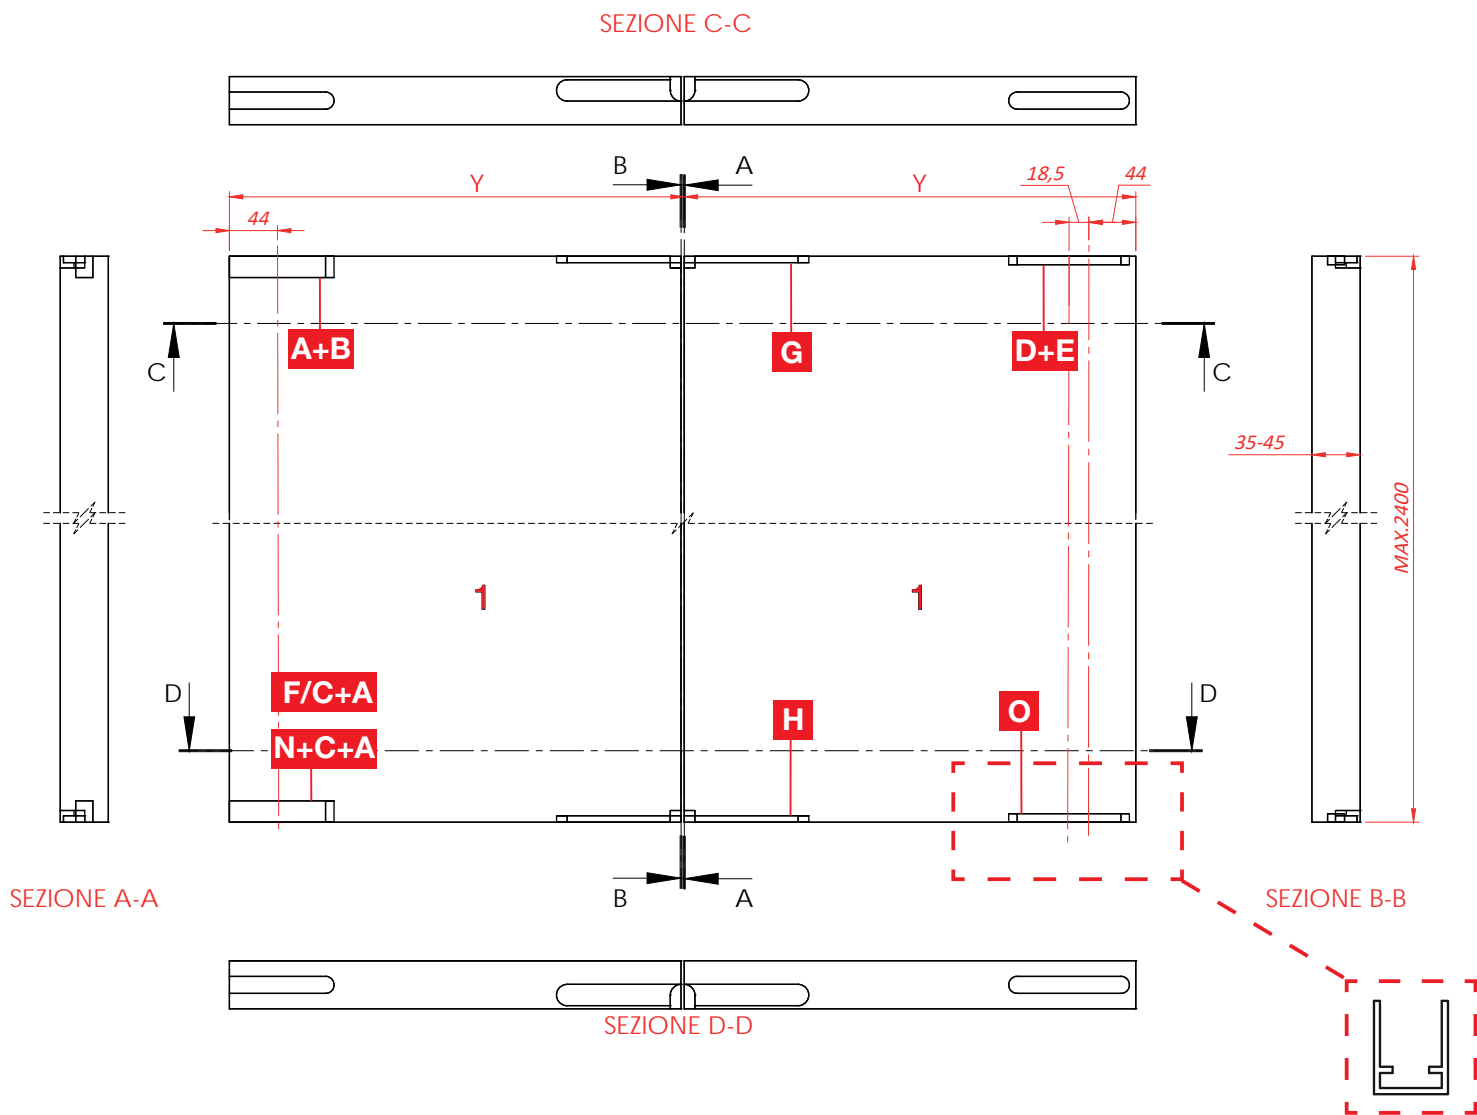 SEZIONE C-C
B
A
Y
Y
18,5
44
44
A+B
G
D+E
C
C
35-45
MAX.2400
1
1
F/C+A
D
D
H
O
N+C+A
B
A
SEZIONE A-A
SEZIONE B-B
SEZIONE D-D